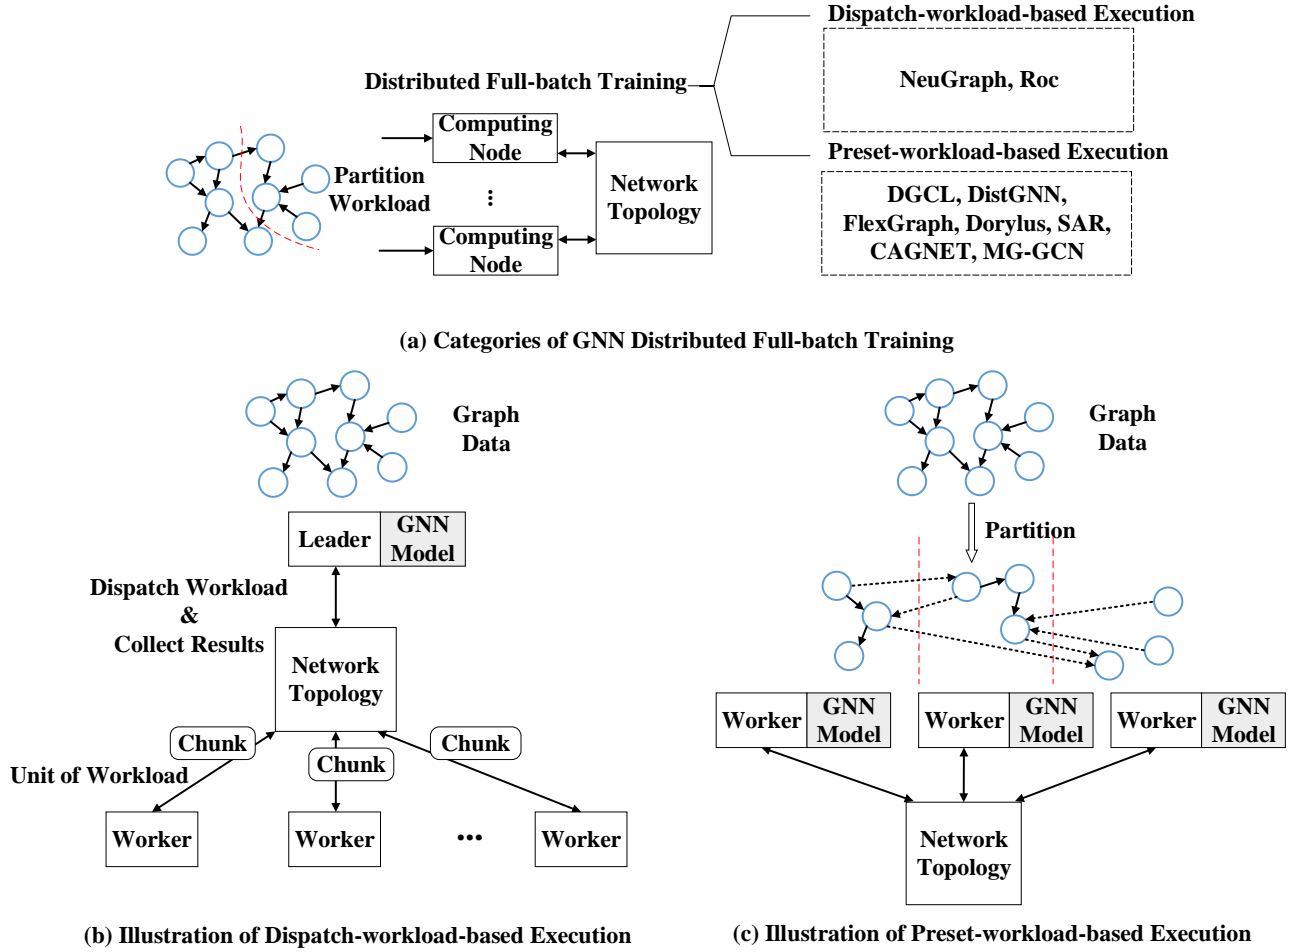 Dispatch-workload-based Execution
NeuGraph, Roc
Distributed Full-batch Training
Preset-workload-based Execution
DGCL, DistGNN,
FlexGraph, Dorylus, SAR,
CAGNET, MG-GCN
Partition
Workload
Computing
Node
...
Computing
Node
Network
Topology
(a) Categories of GNN Distributed Full-batch Training
Graph
Data
Leader
GNN
Model
Dispatch Workload
&
Collect Results
Network
Topology
Chunk
Chunk
Chunk
Unit of Workload
Worker
Worker
...
Worker
(b) Illustration of Dispatch-workload-based Execution
Graph
Data
Partition
Worker
GNN
Model
Worker
GNN
Model
Worker
GNN
Model
Network
Topology
(c) Illustration of Preset-workload-based Execution